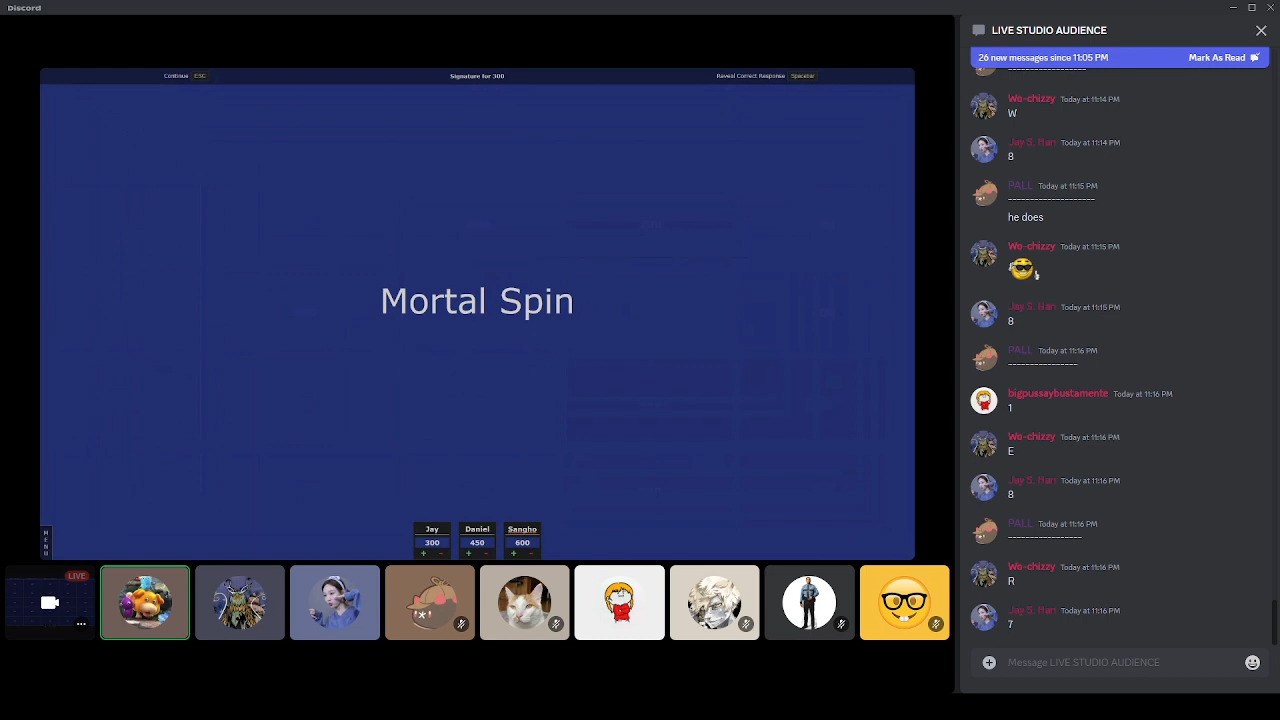 Discord
LIVE STUDIO AUDIENCE
26 new messages since 11:05 PM Mark As Read
Continue ESC Signature for 300 Reveal Correct Response Spacebar
Mortal Spin
MENU
Jay Daniel Sangho
300 450 600
+ - + - + -
LIVE
--------------------
Wo-chizzy Today at 11:14 PM
W
Jay S. Han Today at 11:14 PM
8
PALL Today at 11:15 PM
--------------------
he does
Wo-chizzy Today at 11:15 PM
Jay S. Han Today at 11:15 PM
8
PALL Today at 11:16 PM
----------------
bigpussaybustamente Today at 11:16 PM
1
Wo-chizzy Today at 11:16 PM
E
Jay S. Han Today at 11:16 PM
8
PALL Today at 11:16 PM
-----------------
Wo-chizzy Today at 11:16 PM
R
Jay S. Han Today at 11:16 PM
7
Message LIVE STUDIO AUDIENCE